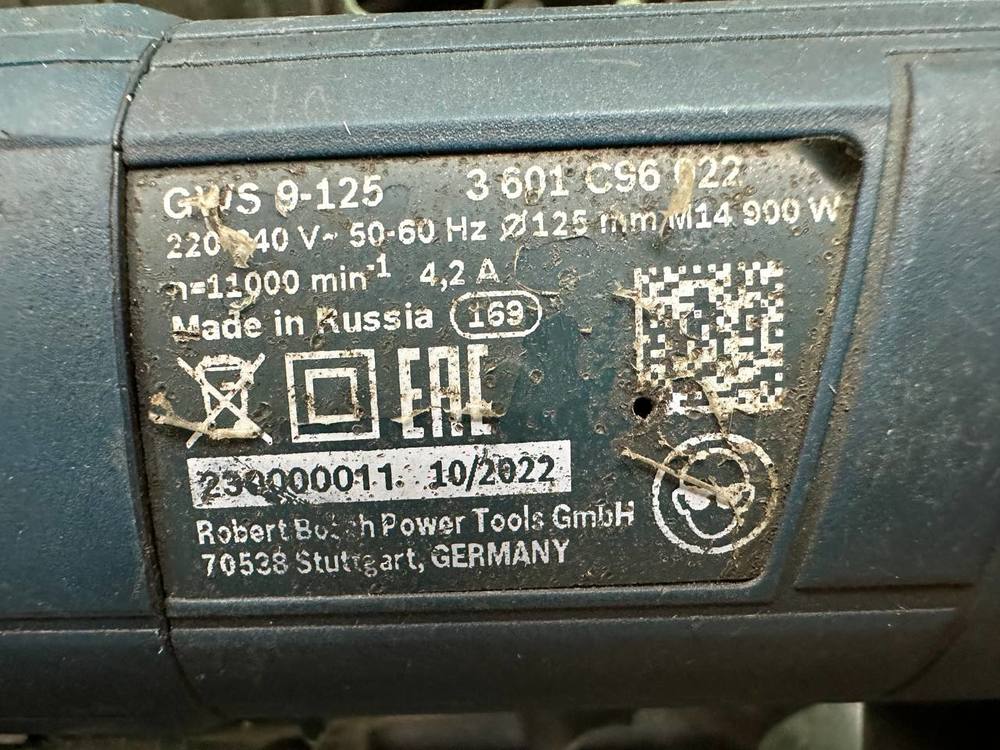 GWS 9-125 3 601 C96 022
220-240 V~ 50-60 Hz Ø125 mm/M14 900 W
n=11000 min⁻¹ 4,2 A
Made in Russia 169
EAC
230000011 10/2022
Robert Bosch Power Tools GmbH
70538 Stuttgart, GERMANY